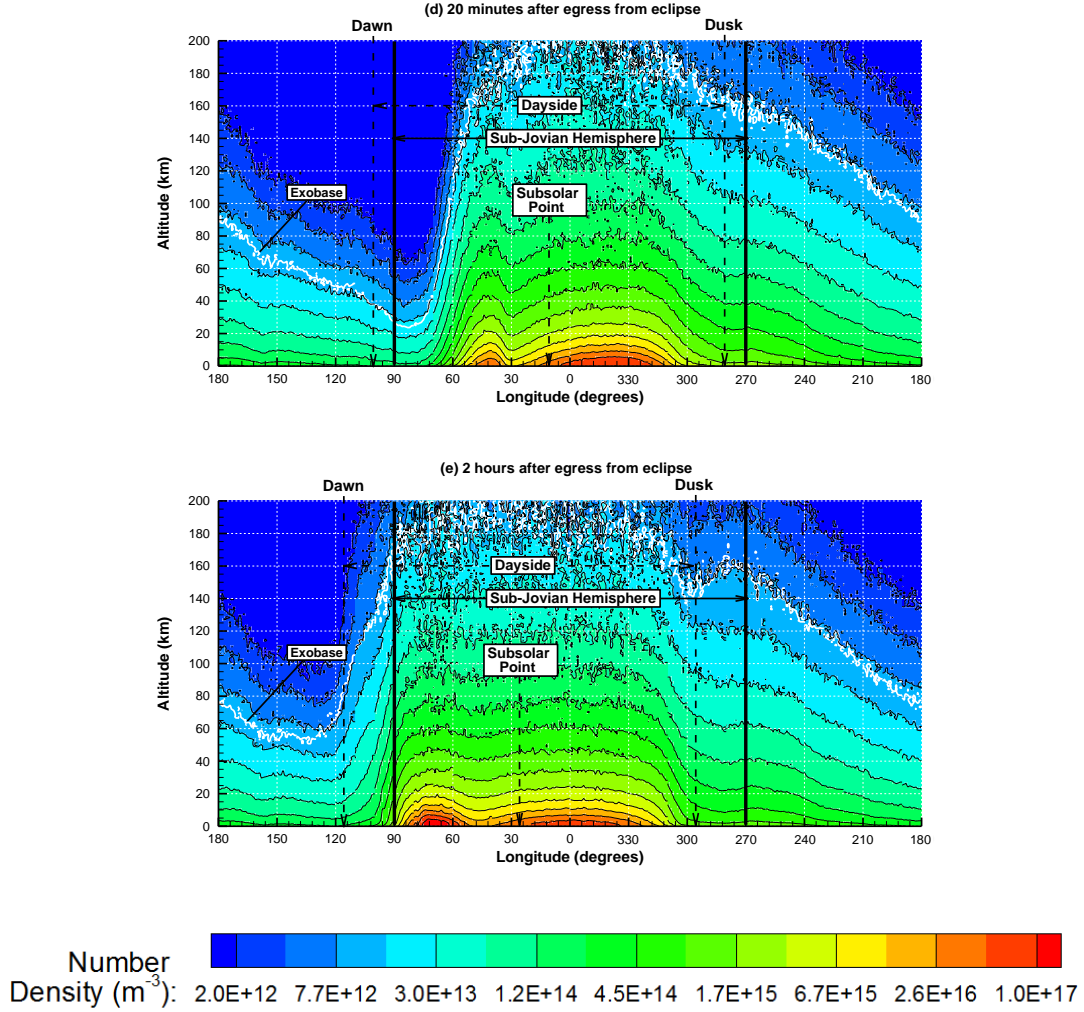 (d) 20 minutes after egress from eclipse
Dawn Dusk
200
180
160
140
120
100
80
60
40
20
0
Altitude (km)
Dayside
Sub-Jovian Hemisphere
Exobase
Subsolar
Point
180 150 120 90 60 30 0 330 300 270 240 210 180
Longitude (degrees)
(e) 2 hours after egress from eclipse
Dawn Dusk
200
180
160
140
120
100
80
60
40
20
0
Altitude (km)
Dayside
Sub-Jovian Hemisphere
Exobase
Subsolar
Point
180 150 120 90 60 30 0 330 300 270 240 210 180
Longitude (degrees)
Number
Density (m⁻³):
2.0E+12 7.7E+12 3.0E+13 1.2E+14 4.5E+14 1.7E+15 6.7E+15 2.6E+16 1.0E+17